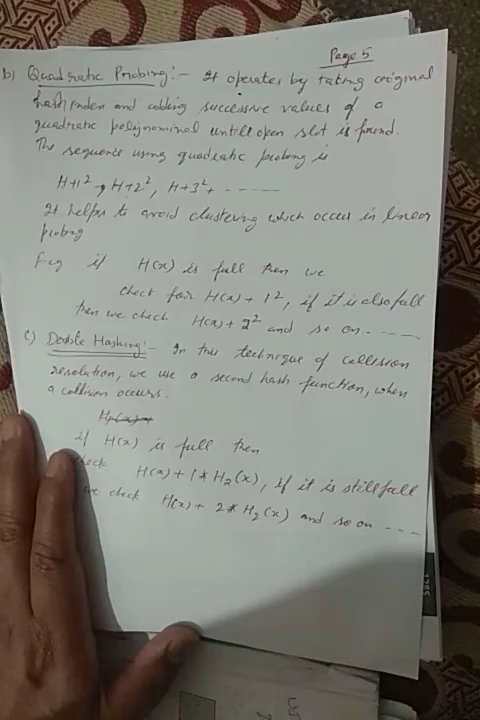 Page 5
b) Quadratic Probing:- It operates by taking original
hash index and adding successive values of a
quadratic polynominal untill open slot is found.
The sequence using quadratic probing is
H+1², H+2², H+3², ------
It helps to avoid clustering which occur in linear
probing
For eg if H(x) is full then we
check for H(x) + 1², if it is also full
then we check H(x) + 2² and so on -----
c) Double Hashing:- In this technique of collision
resolution, we use a second hash function, when
a collision occurs.
if H(x) is full then
check H(x) + 1 * H₂(x), if it is still full
we check H(x) + 2 * H₂(x) and so on ----